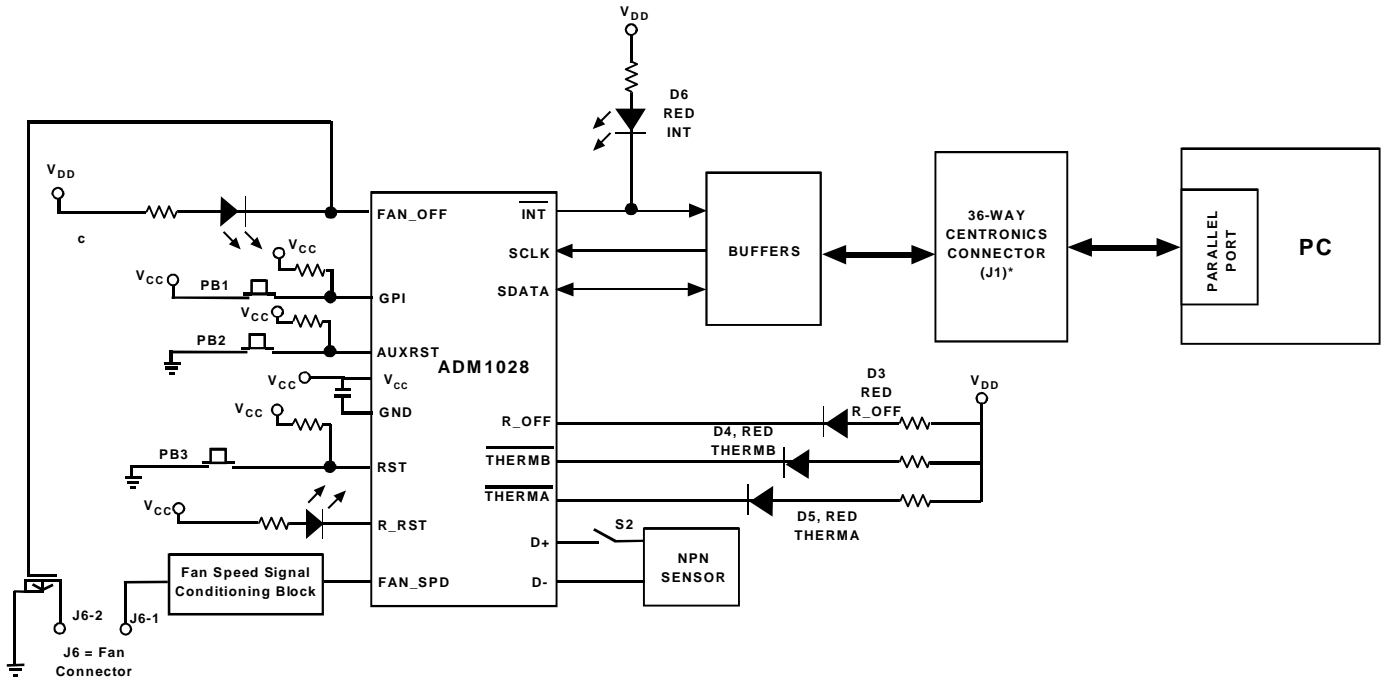 VDD
D6
RED
INT
VDD
c
FAN_OFF
INT
VCC
SCLK
VCC
PB1
GPI
SDATA
VCC
PB2
AUXRST
ADM1028
VCC
VCC
GND
VCC
R_OFF
PB3
RST
THERMB
THERMA
VCC
R_RST
D+
S2
D-
NPN
SENSOR
Fan Speed Signal
Conditioning Block
FAN_SPD
J6-2
J6-1
J6 = Fan
Connector
BUFFERS
36-WAY
CENTRONICS
CONNECTOR
(J1)*
PARALLEL
PORT
PC
D3
RED
R_OFF
VDD
D4, RED
THERMB
D5, RED
THERMA